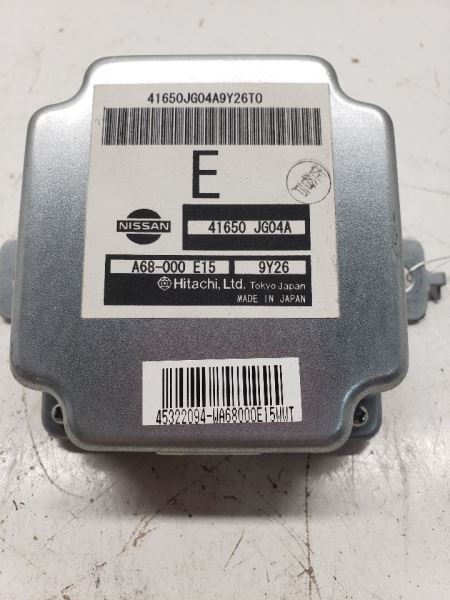 41650JG04A9Y26T0
E
NISSAN
41650 JG04A
A68-000 E15
9Y26
Hitachi, Ltd. Tokyo Japan
MADE IN JAPAN
45322094-WA68000E15MMT